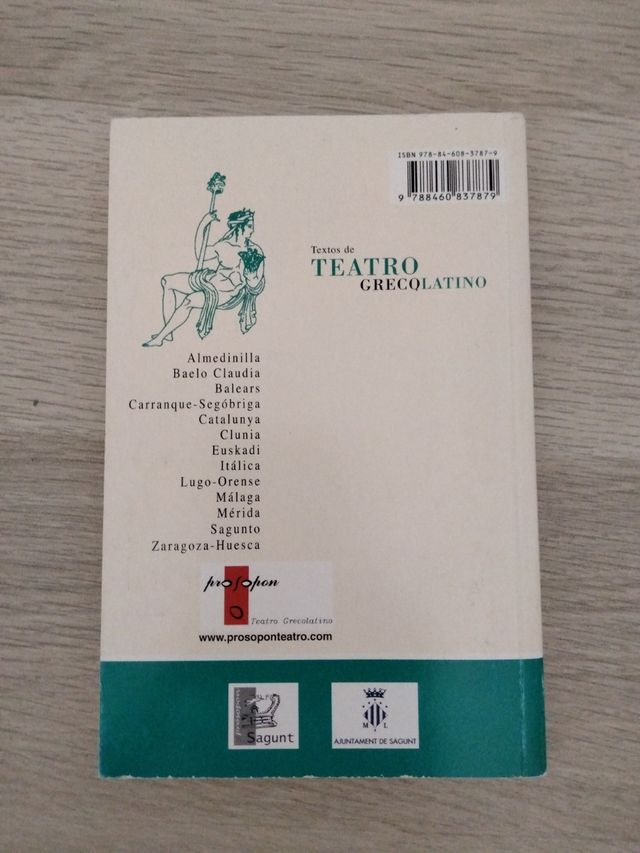 ISBN 978-84-608-3787-9
9 788460 837879
Textos de
TEATRO
GRECOLATINO
Almedinilla
Baelo Claudia
Balears
Carranque-Segóbriga
Catalunya
Clunia
Euskadi
Itálica
Lugo-Orense
Málaga
Mérida
Sagunto
Zaragoza-Huesca
prosopon
Teatro Grecolatino
www.prosoponteatro.com
Sagunt
M L
AJUNTAMENT DE SAGUNT